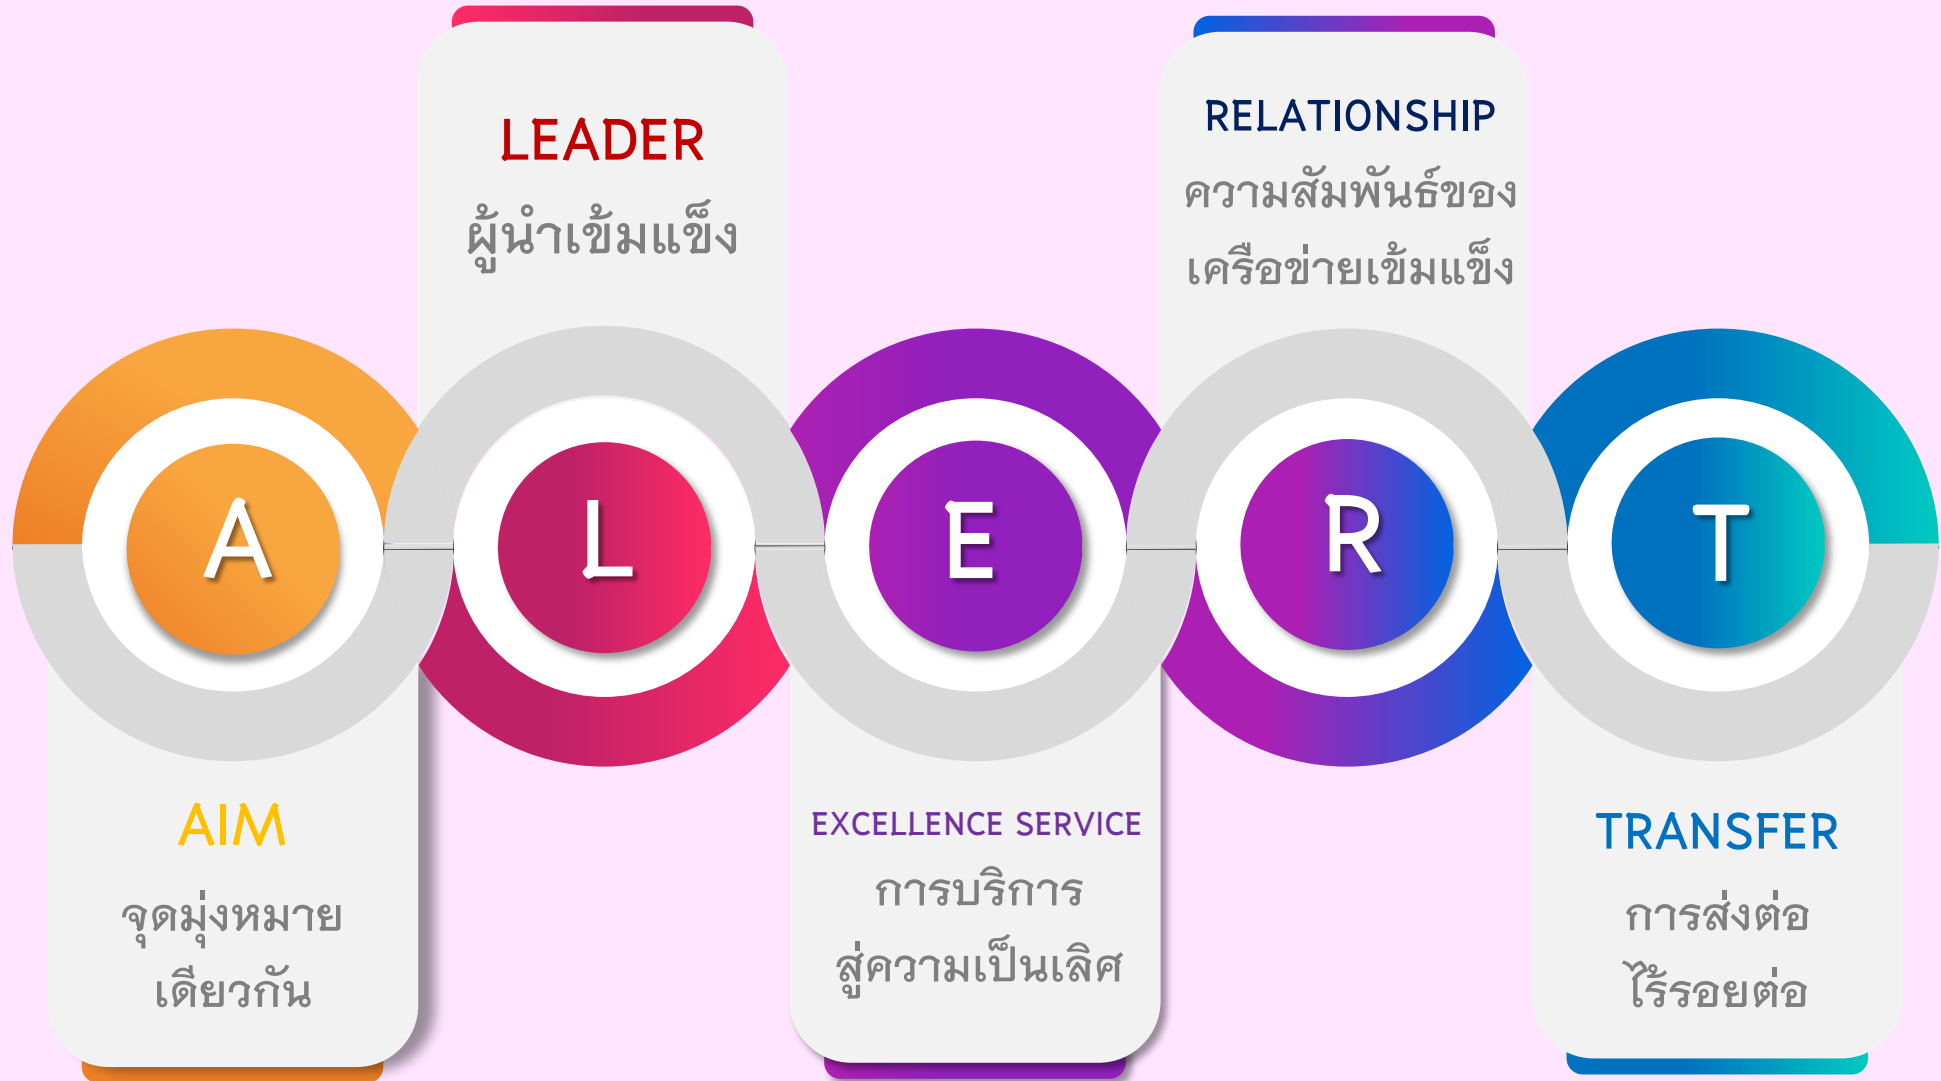 LEADER
ผู้นำเข้มแข็ง
RELATIONSHIP
ความสัมพันธ์ของ
เครือข่ายเข้มแข็ง
A
L
E
R
T
AIM
จุดมุ่งหมาย
เดียวกัน
EXCELLENCE SERVICE
การบริการ
สู่ความเป็นเลิศ
TRANSFER
การส่งต่อ
ไร้รอยต่อ